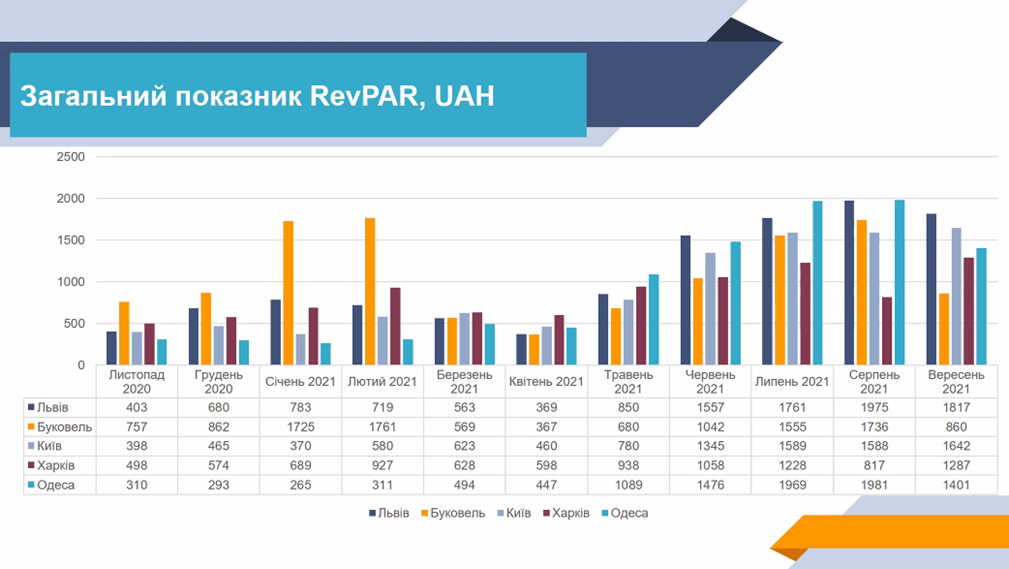 Загальний показник RevPAR, UAH
2500
2000
1500
1000
500
0
Листопад 2020 Грудень 2020 Січень 2021 Лютий 2021 Березень 2021 Квітень 2021 Травень 2021 Червень 2021 Липень 2021 Серпень 2021 Вересень 2021
Львів 403 680 783 719 563 369 850 1557 1761 1975 1817
Буковель 757 862 1725 1761 569 367 680 1042 1555 1736 860
Київ 398 465 370 580 623 460 780 1345 1589 1588 1642
Харків 498 574 689 927 628 598 938 1058 1228 817 1287
Одеса 310 293 265 311 494 447 1089 1476 1969 1981 1401
Львів Буковель Київ Харків Одеса